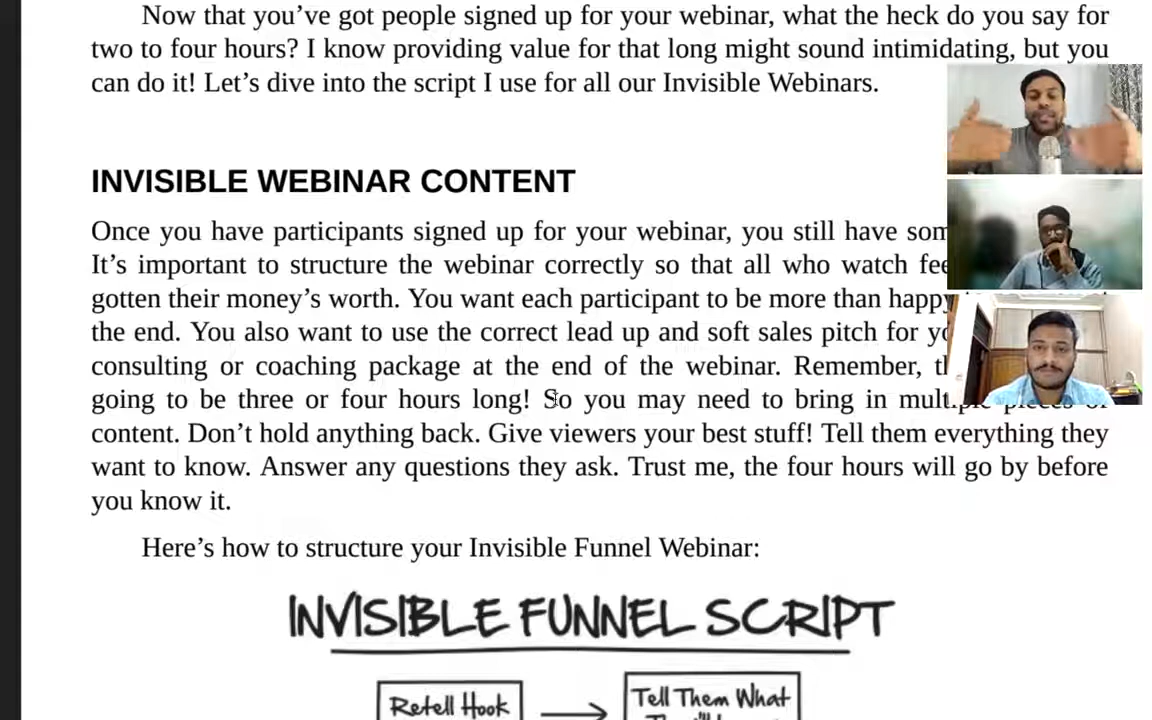 Now that you’ve got people signed up for your webinar, what the heck do you say for
two to four hours? I know providing value for that long might sound intimidating, but you
can do it! Let’s dive into the script I use for all our Invisible Webinars.
INVISIBLE WEBINAR CONTENT
Once you have participants signed up for your webinar, you still have
It’s important to structure the webinar correctly so that all who watch
gotten their money’s worth. You want each participant to be more than happy
the end. You also want to use the correct lead up and soft sales pitch for
consulting or coaching package at the end of the webinar. Remember,
going to be three or four hours long! So you may need to bring in multiple pieces of
content. Don’t hold anything back. Give viewers your best stuff! Tell them everything they
want to know. Answer any questions they ask. Trust me, the four hours will go by before
you know it.
Here’s how to structure your Invisible Funnel Webinar:
INVISIBLE FUNNEL SCRIPT
Retell Hook
Tell Them What